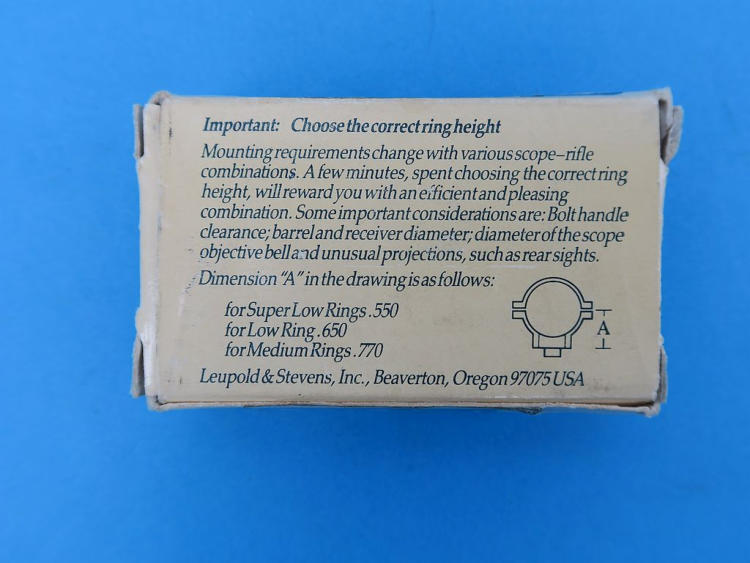 Important: Choose the correct ring height
Mounting requirements change with various scope–rifle
combinations. A few minutes, spent choosing the correct ring
height, will reward you with an efficient and pleasing
combination. Some important considerations are: Bolt handle
clearance; barrel and receiver diameter; diameter of the scope
objective bell and unusual projections, such as rear sights.
Dimension "A" in the drawing is as follows:
for Super Low Rings .550
for Low Ring .650
for Medium Rings .770
A
Leupold & Stevens, Inc., Beaverton, Oregon 97075 USA